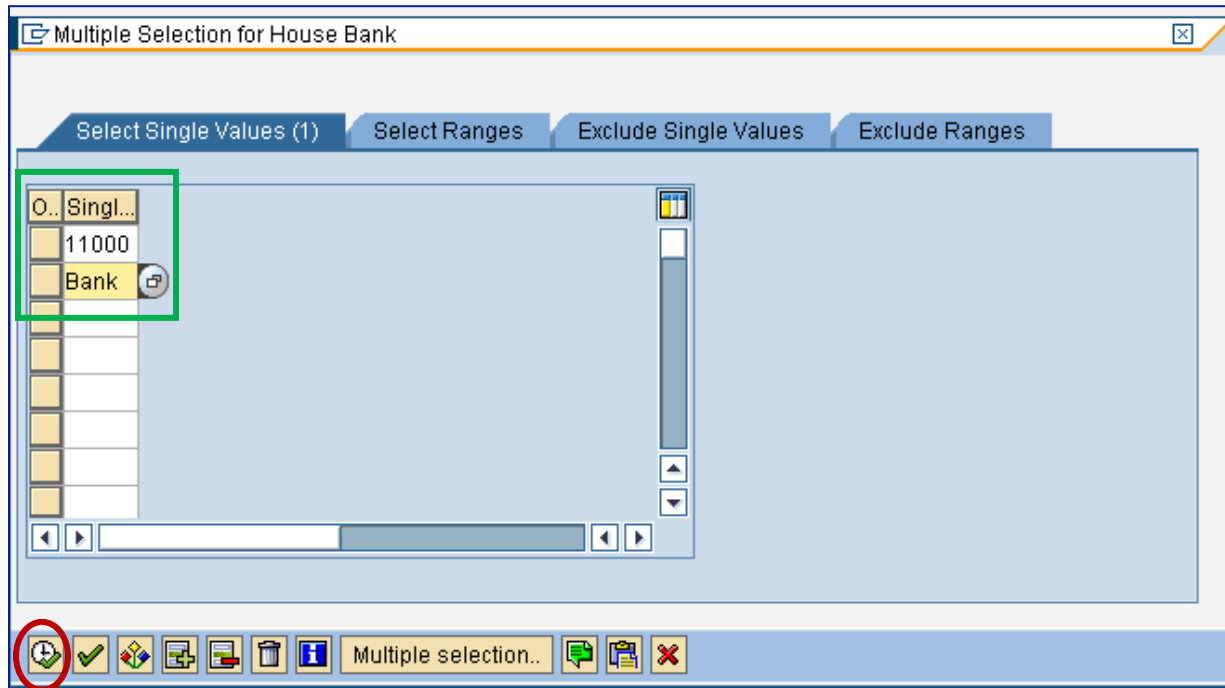 Multiple Selection for House Bank
Select Single Values (1) Select Ranges Exclude Single Values Exclude Ranges
O.. Singl...
11000
Bank
Multiple selection..